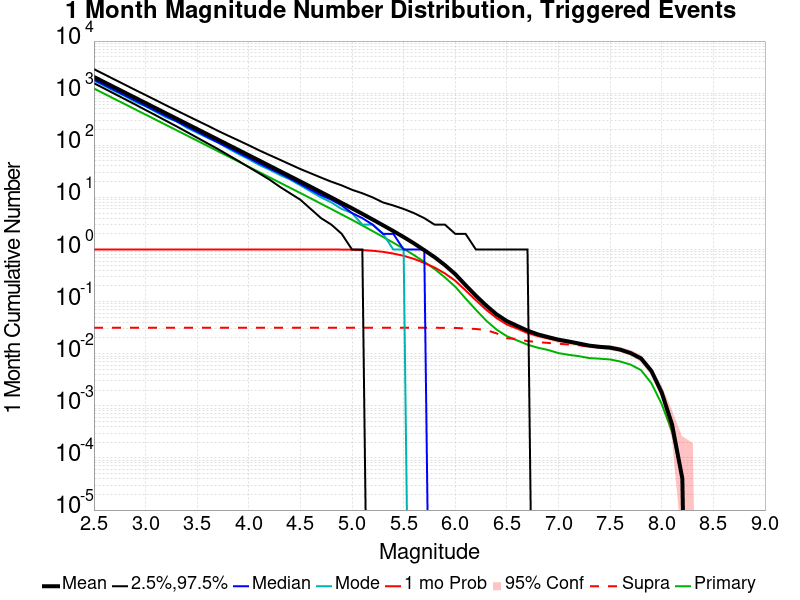 1 Month Magnitude Number Distribution, Triggered Events
1 Month Cumulative Number
10^4
10^3
10^2
10^1
10^0
10^-1
10^-2
10^-3
10^-4
10^-5
2.5 3.0 3.5 4.0 4.5 5.0 5.5 6.0 6.5 7.0 7.5 8.0 8.5 9.0
Magnitude
Mean 2.5%,97.5% Median Mode 1 mo Prob 95% Conf Supra Primary